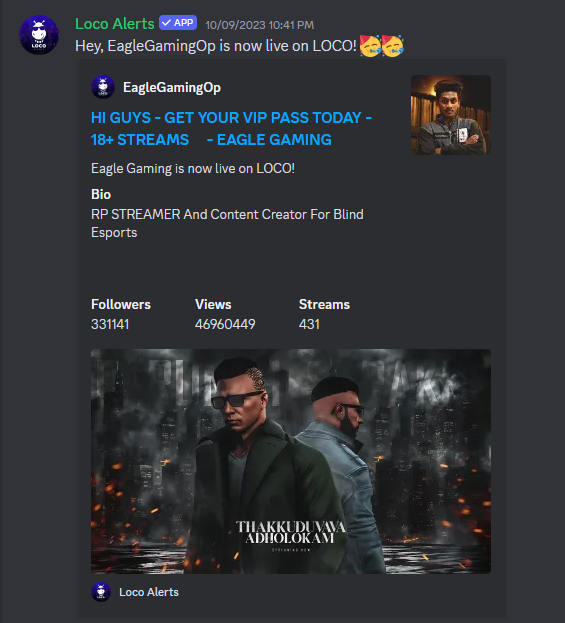 Loco Alerts ✓ APP 10/09/2023 10:41 PM
Hey, EagleGamingOp is now live on LOCO! 🥳🥳
EagleGamingOp
HI GUYS - GET YOUR VIP PASS TODAY -
18+ STREAMS - EAGLE GAMING
Eagle Gaming is now live on LOCO!
Bio
RP STREAMER And Content Creator For Blind
Esports
Followers Views Streams
331141 46960449 431
THAKKUDUVAVA
ADHOLOKAM
STREAMING NOW
Loco Alerts